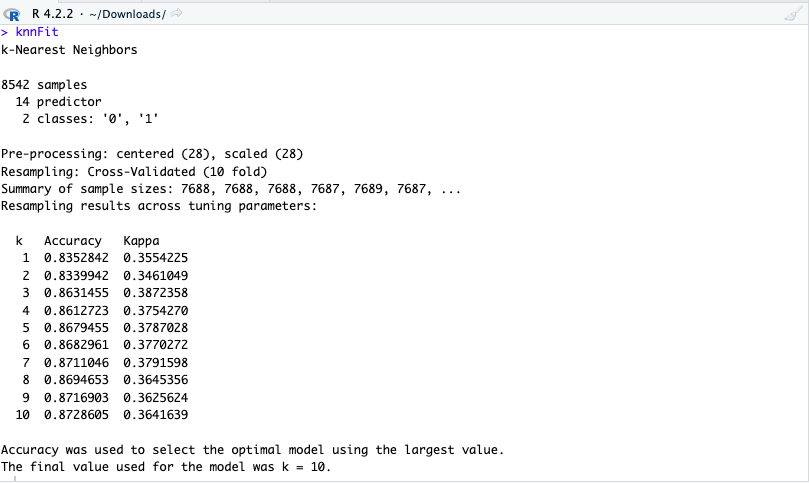 R R 4.2.2 · ~/Downloads/
> knnFit
k-Nearest Neighbors
8542 samples
14 predictor
2 classes: '0', '1'
Pre-processing: centered (28), scaled (28)
Resampling: Cross-Validated (10 fold)
Summary of sample sizes: 7688, 7688, 7688, 7687, 7689, 7687, ...
Resampling results across tuning parameters:
k Accuracy Kappa
1 0.8352842 0.3554225
2 0.8339942 0.3461049
3 0.8631455 0.3872358
4 0.8612723 0.3754270
5 0.8679455 0.3787028
6 0.8682961 0.3770272
7 0.8711046 0.3791598
8 0.8694653 0.3645356
9 0.8716903 0.3625624
10 0.8728605 0.3641639
Accuracy was used to select the optimal model using the largest value.
The final value used for the model was k = 10.